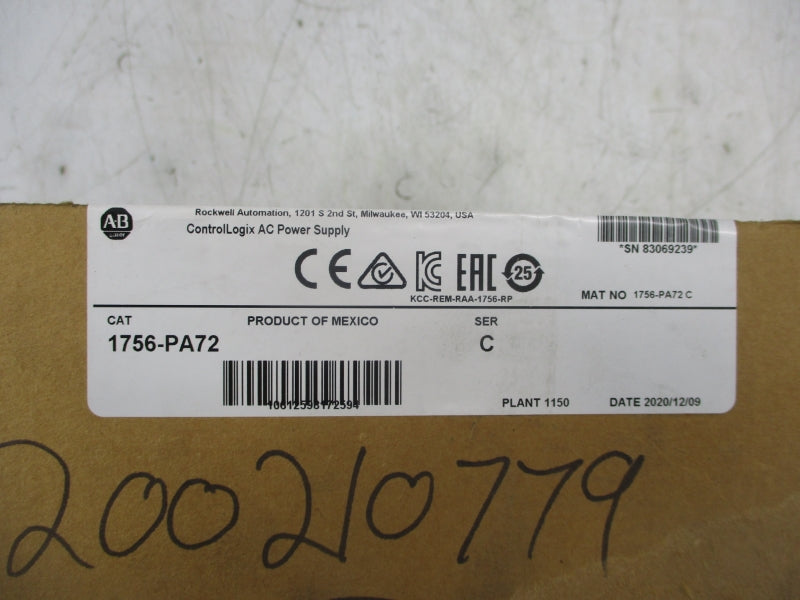 A·B
Rockwell Automation, 1201 S 2nd St, Milwaukee, WI 53204, USA
ControlLogix AC Power Supply
*SN 83069239*
CE EAC 25
KCC-REM-RAA-1756-RP
MAT NO 1756-PA72 C
CAT PRODUCT OF MEXICO SER
1756-PA72 C
10612598172594
PLANT 1150 DATE 2020/12/09
200210779